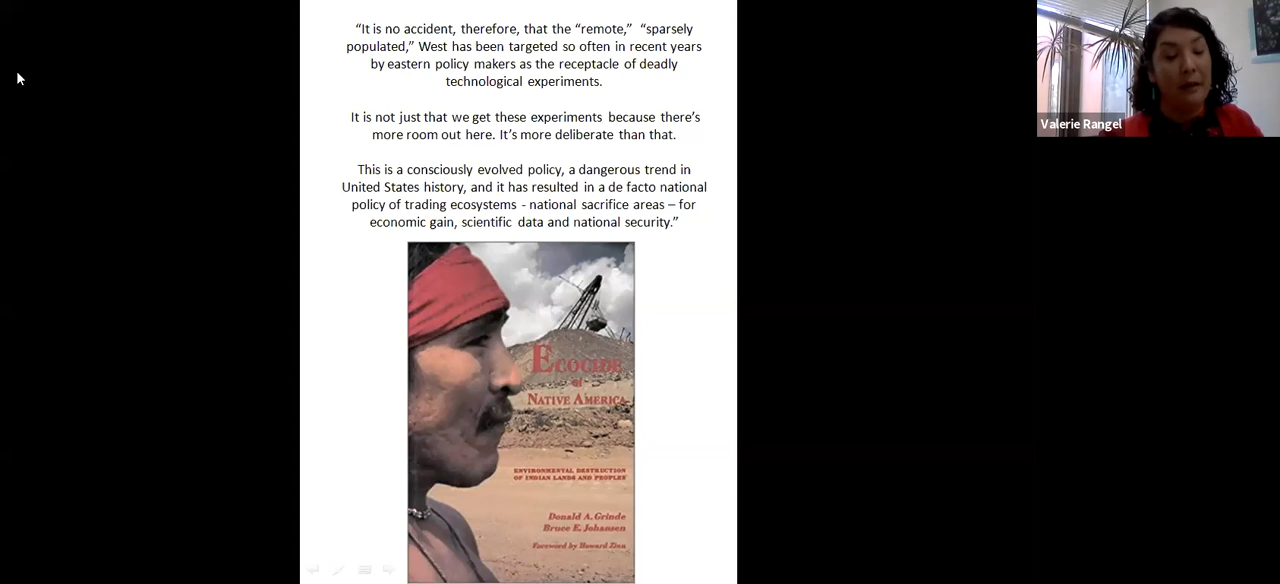 “It is no accident, therefore, that the “remote,” “sparsely
populated,” West has been targeted so often in recent years
by eastern policy makers as the receptacle of deadly
technological experiments.
It is not just that we get these experiments because there’s
more room out here. It’s more deliberate than that.
This is a consciously evolved policy, a dangerous trend in
United States history, and it has resulted in a de facto national
policy of trading ecosystems - national sacrifice areas – for
economic gain, scientific data and national security.”
Valerie Rangel
ECOCIDE
OF
NATIVE AMERICA
ENVIRONMENTAL DESTRUCTION
OF INDIAN LANDS AND PEOPLES
Donald A. Grinde
Bruce E. Johansen
Foreword by Howard Zinn